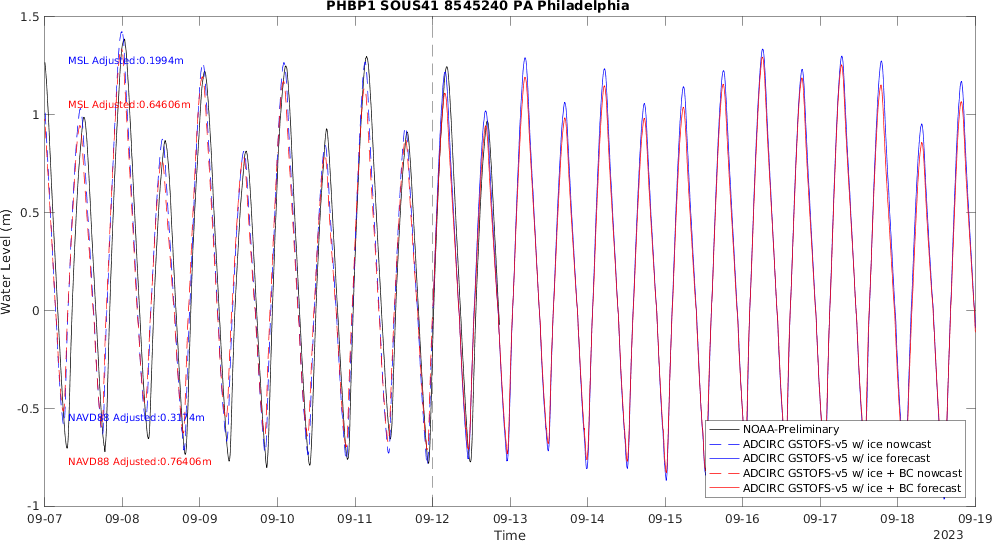 PHBP1 SOUS41 8545240 PA Philadelphia
1.5
1
0.5
0
-0.5
-1
Water Level (m)
MSL Adjusted:0.1994m
MSL Adjusted:0.64606m
NAVD88 Adjusted:0.3174m
NAVD88 Adjusted:0.76406m
NOAA-Preliminary
ADCIRC GSTOFS-v5 w/ ice nowcast
ADCIRC GSTOFS-v5 w/ ice forecast
ADCIRC GSTOFS-v5 w/ ice + BC nowcast
ADCIRC GSTOFS-v5 w/ ice + BC forecast
09-07 09-08 09-09 09-10 09-11 09-12 09-13 09-14 09-15 09-16 09-17 09-18 09-19
Time
2023